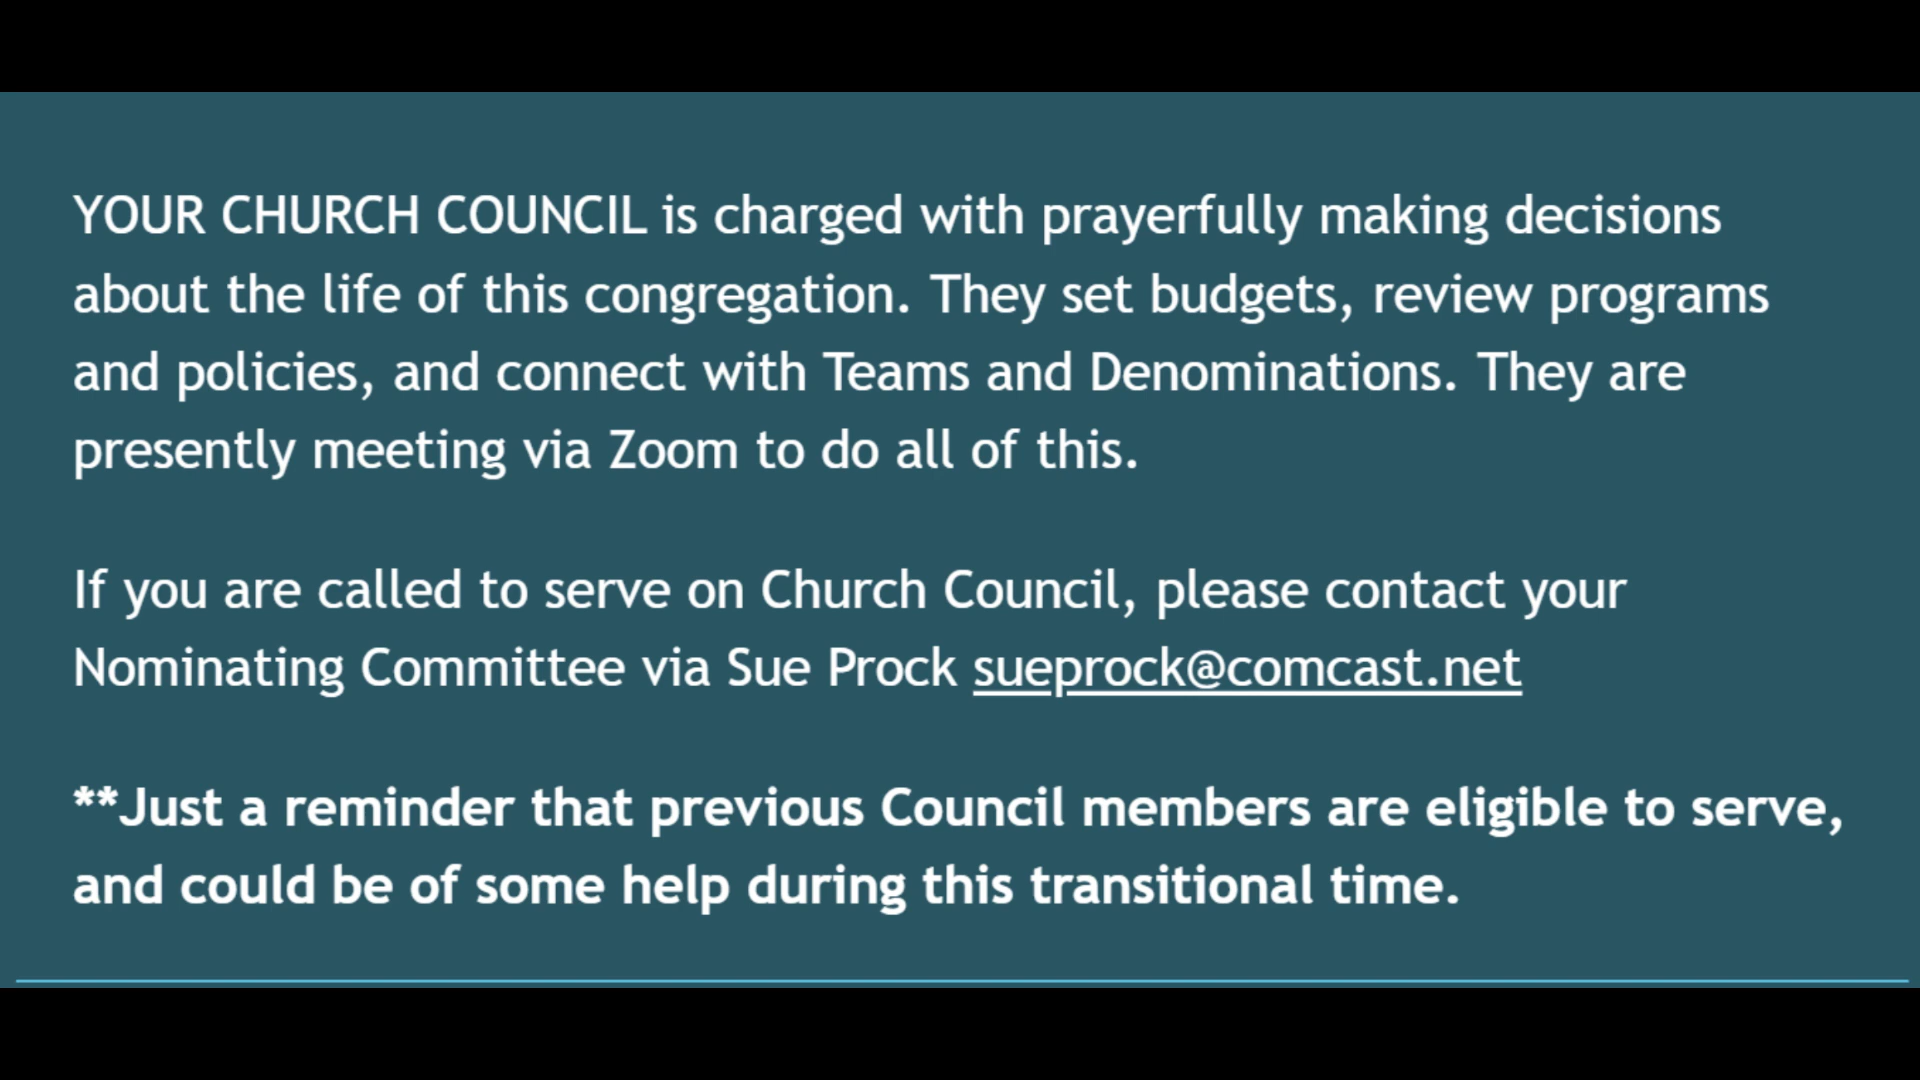 YOUR CHURCH COUNCIL is charged with prayerfully making decisions
about the life of this congregation. They set budgets, review programs
and policies, and connect with Teams and Denominations. They are
presently meeting via Zoom to do all of this.
If you are called to serve on Church Council, please contact your
Nominating Committee via Sue Prock sueprock@comcast.net
**Just a reminder that previous Council members are eligible to serve,
and could be of some help during this transitional time.